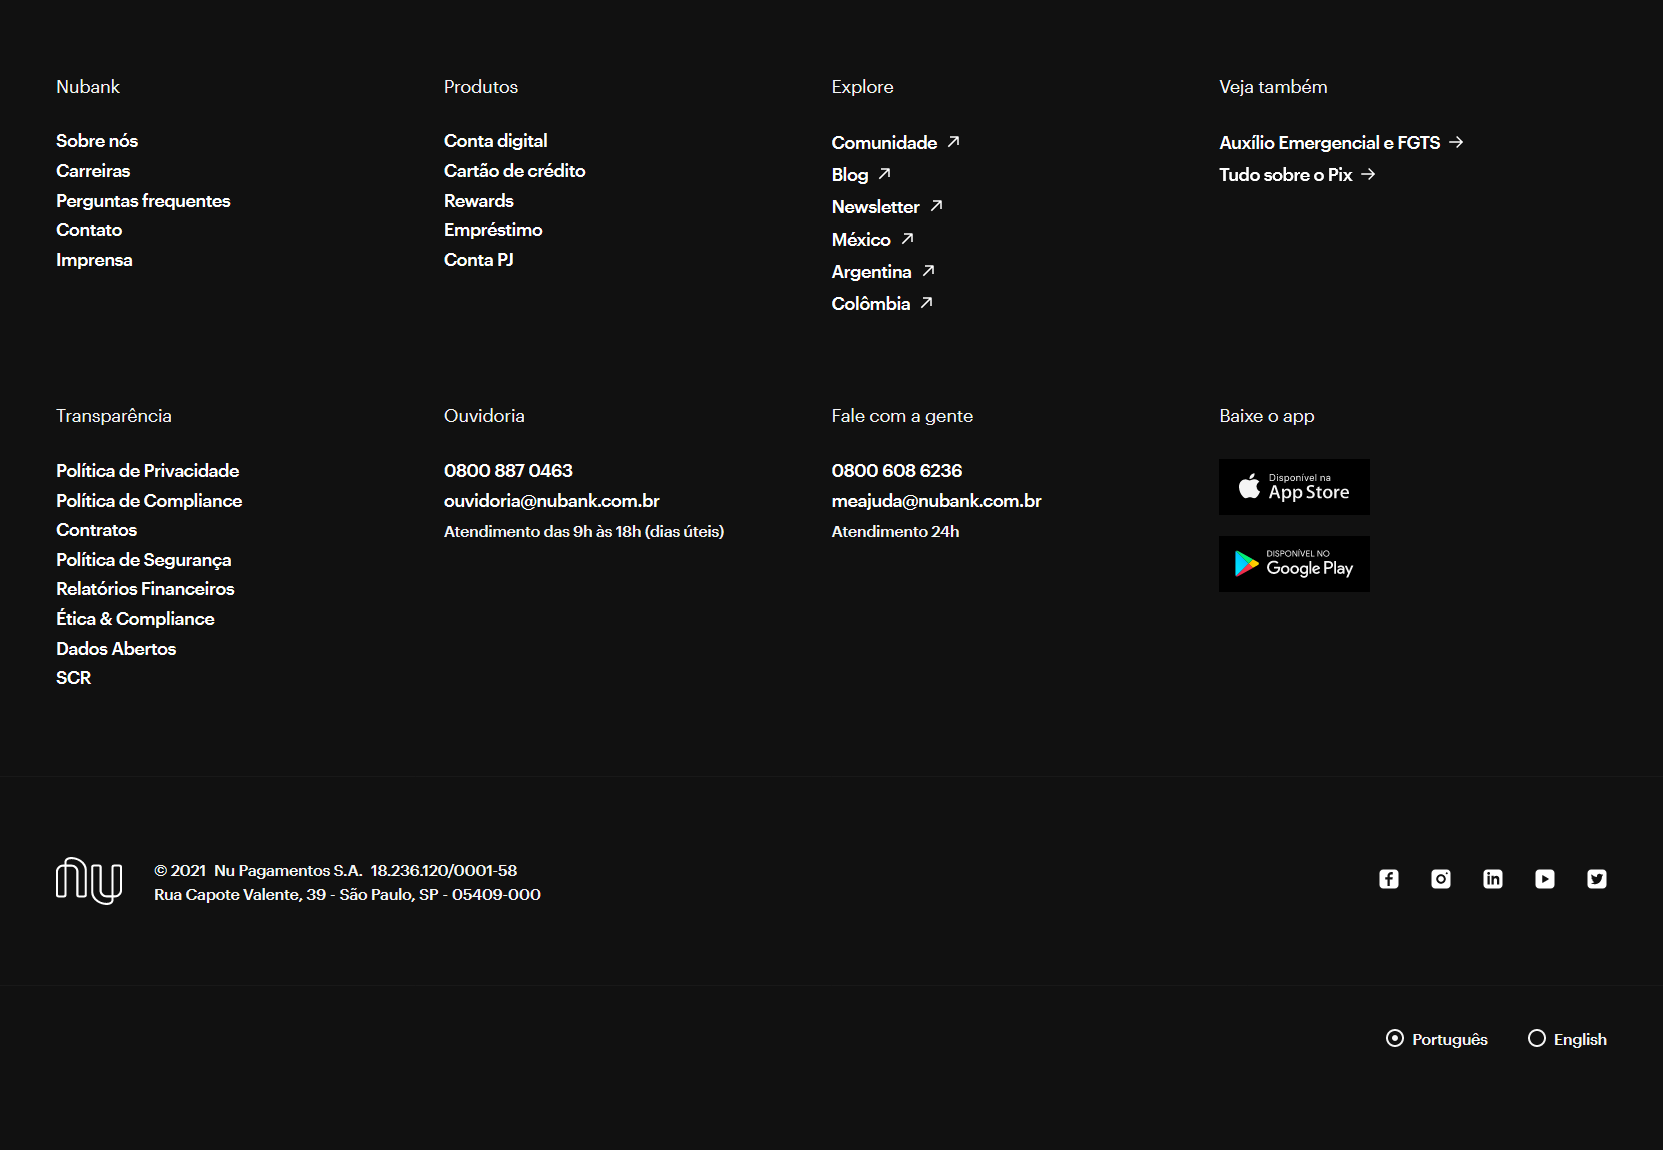 Nubank
Sobre nós
Carreiras
Perguntas frequentes
Contato
Imprensa
Produtos
Conta digital
Cartão de crédito
Rewards
Empréstimo
Conta PJ
Explore
Comunidade
Blog
Newsletter
México
Argentina
Colômbia
Veja também
Auxílio Emergencial e FGTS
Tudo sobre o Pix
Transparência
Política de Privacidade
Política de Compliance
Contratos
Política de Segurança
Relatórios Financeiros
Ética & Compliance
Dados Abertos
SCR
Ouvidoria
0800 887 0463
ouvidoria@nubank.com.br
Atendimento das 9h às 18h (dias úteis)
Fale com a gente
0800 608 6236
meajuda@nubank.com.br
Atendimento 24h
Baixe o app
Disponível na
App Store
DISPONÍVEL NO
Google Play
nu
© 2021 Nu Pagamentos S.A. 18.236.120/0001-58
Rua Capote Valente, 39 - São Paulo, SP - 05409-000
Português
English